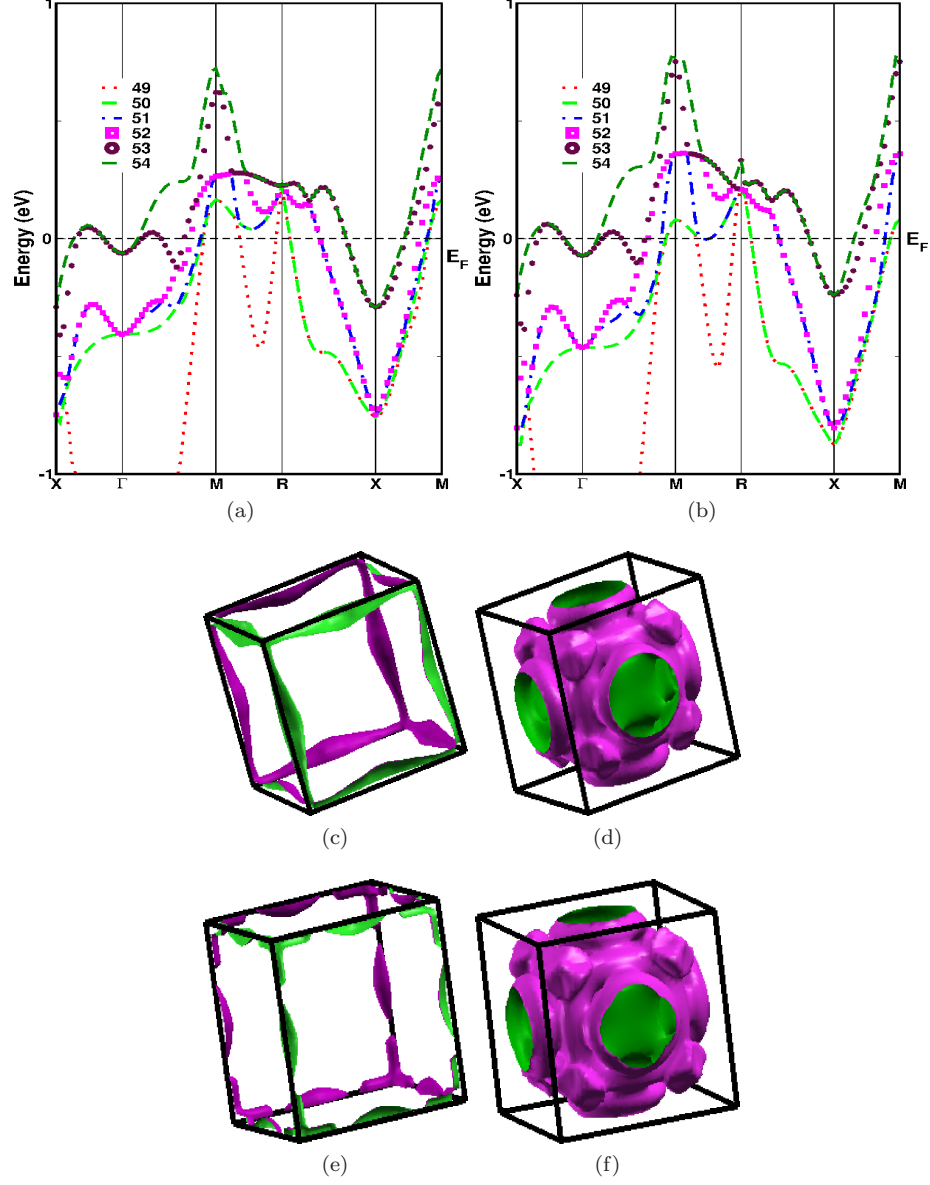 1
49
50
51
52
53
54
Energy (eV)
0
E_F
-1
X Γ M R X M
(a)
1
49
50
51
52
53
54
Energy (eV)
0
E_F
-1
X Γ M R X M
(b)
(c)
(d)
(e)
(f)